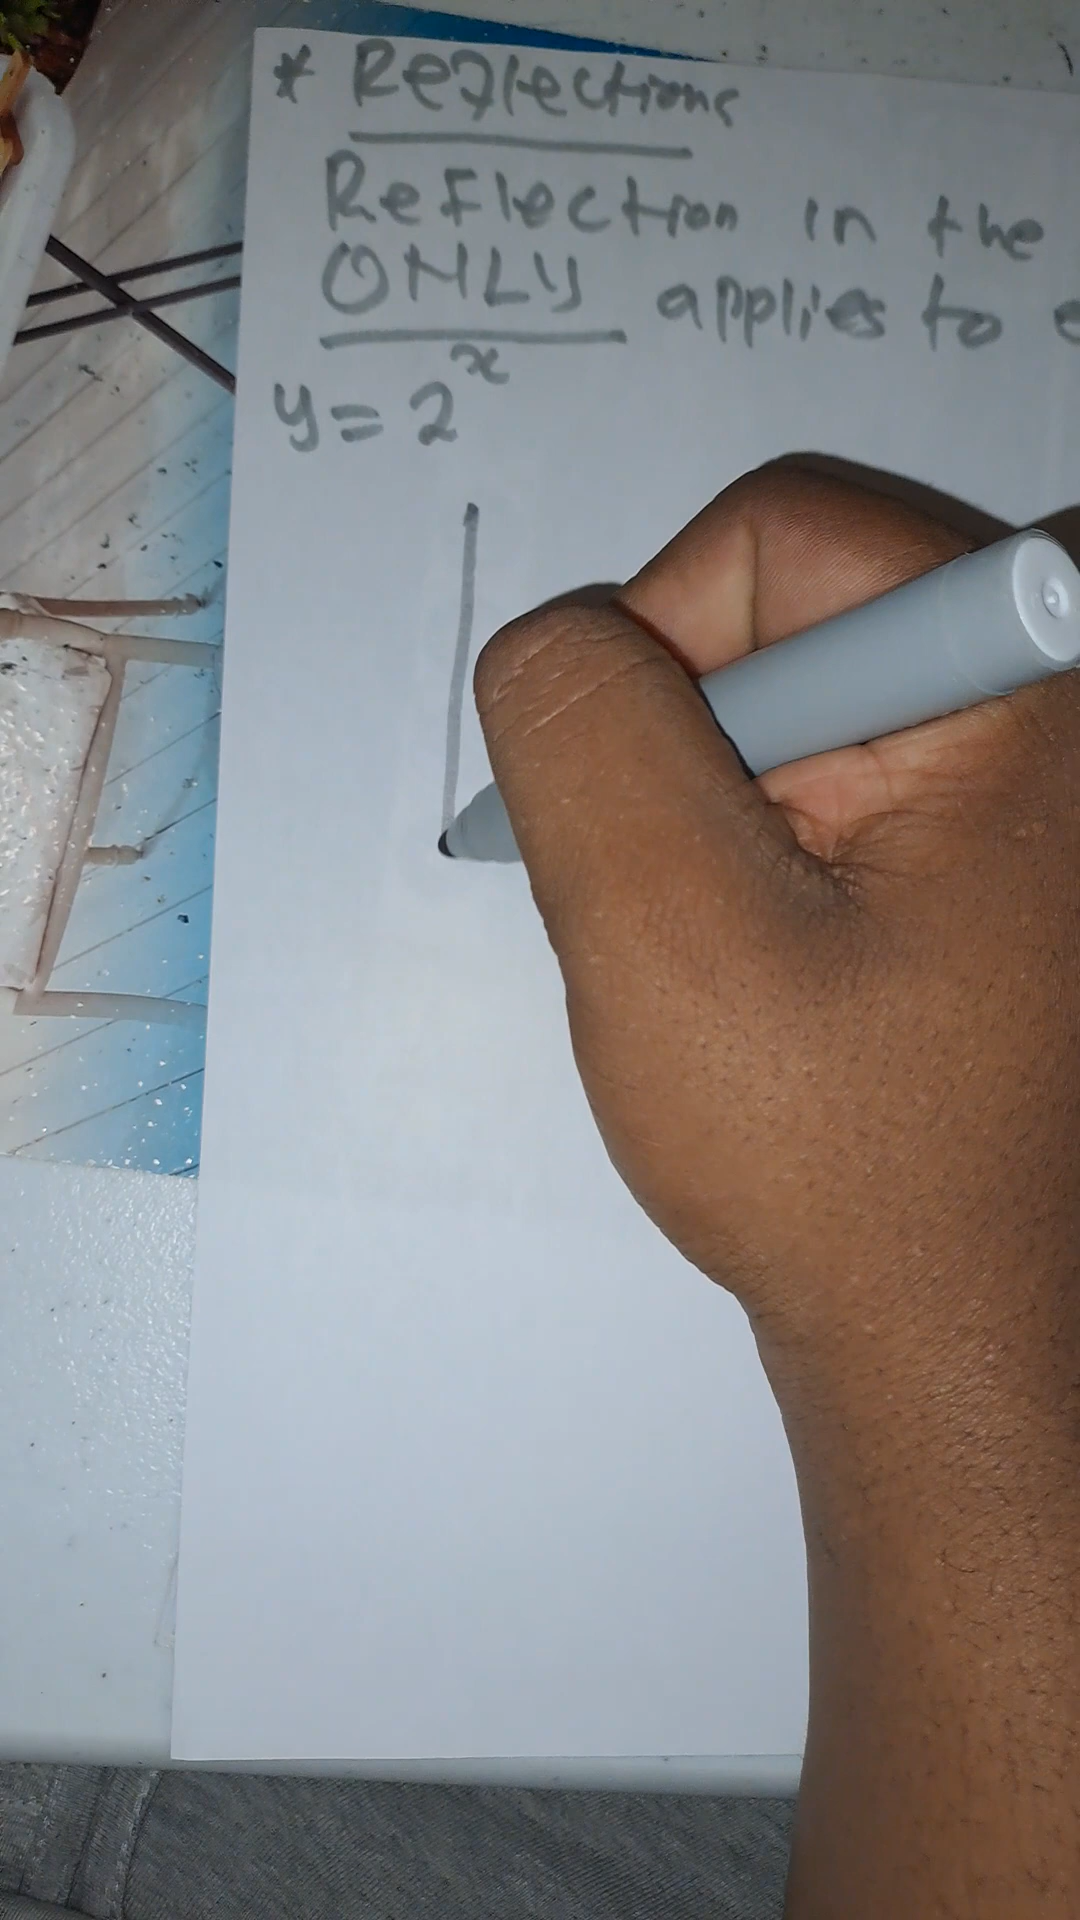 * Reflections
Reflection in the
ONLY applies to
y = 2^x